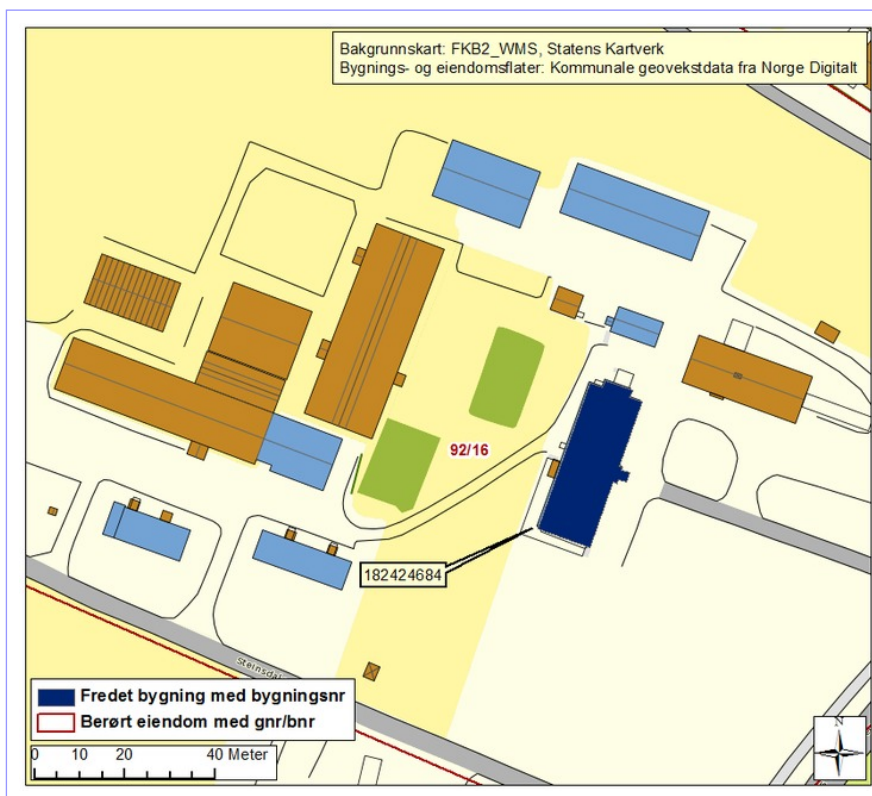 Bakgrunnskart: FKB2_WMS, Statens Kartverk
Bygnings- og eiendomsflater: Kommunale geovekstdata fra Norge Digitalt
92/16
182424684
Steinsdal
Fredet bygning med bygningsnr
Berørt eiendom med gnr/bnr
0 10 20 40 Meter
N